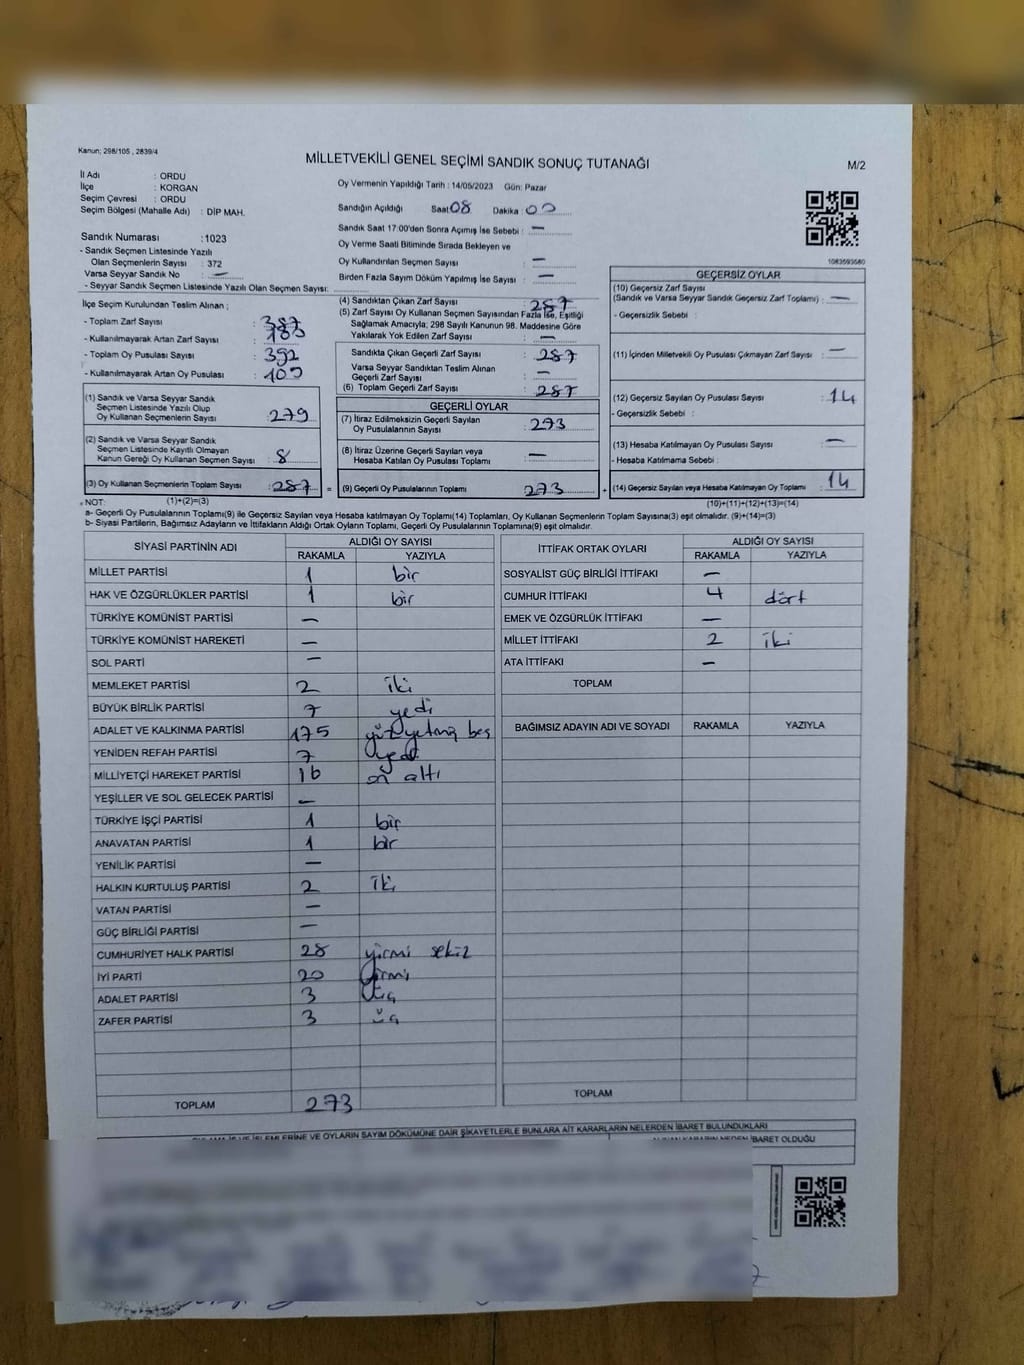 Kanun: 298/105 , 2839/4
MİLLETVEKİLİ GENEL SEÇİMİ SANDIK SONUÇ TUTANAĞI
M/2
İl Adı : ORDU
İlçe : KORGAN
Seçim Çevresi : ORDU
Seçim Bölgesi (Mahalle Adı) : DİP MAH.
Sandık Numarası : 1023
- Sandık Seçmen Listesinde Yazılı
Olan Seçmenlerin Sayısı : 372
Varsa Seyyar Sandık No : —
- Seyyar Sandık Seçmen Listesinde Yazılı Olan Seçmen Sayısı: —
Oy Vermenin Yapıldığı Tarih : 14/05/2023 Gün: Pazar
Sandığın Açıldığı Saat 08 Dakika : 00
Sandık Saat 17:00'den Sonra Açımış İse Sebebi : —
Oy Verme Saati Bitiminde Sırada Bekleyen ve
Oy Kullandırılan Seçmen Sayısı : —
Birden Fazla Sayım Döküm Yapılmış İse Sayısı : —
İlçe Seçim Kurulundan Teslim Alınan ;
- Toplam Zarf Sayısı : 387
- Kullanılmayarak Artan Zarf Sayısı :
- Toplam Oy Pusulası Sayısı : 392
- Kullanılmayarak Artan Oy Pusulası :
(1) Sandık ve Varsa Seyyar Sandık
Seçmen Listesinde Yazılı Olup
Oy Kullanan Seçmenlerin Sayısı : 279
(2) Sandık ve Varsa Seyyar Sandık
Seçmen Listesinde Kayıtlı Olmayan
Kanun Gereği Oy Kullanan Seçmen Sayısı : 8
(3) Oy Kullanan Seçmenlerin Toplam Sayısı : 287
(4) Sandıktan Çıkan Zarf Sayısı : 287
(5) Zarf Sayısı Oy Kullanan Seçmen Sayısından Fazla İse, Eşitliği
Sağlamak Amacıyla; 298 Sayılı Kanunun 98. Maddesine Göre
Yakılarak Yok Edilen Zarf Sayısı : —
Sandıkta Çıkan Geçerli Zarf Sayısı : 287
Varsa Seyyar Sandıktan Teslim Alınan
Geçerli Zarf Sayısı : —
(6) Toplam Geçerli Zarf Sayısı : 287
GEÇERLİ OYLAR
(7) İtiraz Edilmeksizin Geçerli Sayılan
Oy Pusulalarının Sayısı : 273
(8) İtiraz Üzerine Geçerli Sayılan veya
Hesaba Katılan Oy Pusulası Toplamı : —
= (9) Geçerli Oy Pusulalarının Toplamı : 273
1083593580
GEÇERSİZ OYLAR
(10) Geçersiz Zarf Sayısı
(Sandık ve Varsa Seyyar Sandık Geçersiz Zarf Toplamı) : —
- Geçersizlik Sebebi :
(11) İçinden Milletvekili Oy Pusulası Çıkmayan Zarf Sayısı : —
(12) Geçersiz Sayılan Oy Pusulası Sayısı : 14
- Geçersizlik Sebebi :
(13) Hesaba Katılmayan Oy Pusulası Sayısı : —
- Hesaba Katılmama Sebebi :
+ (14) Geçersiz Sayılan veya Hesaba Katılmayan Oy Toplamı : 14
NOT: (1)+(2)=(3)
(10)+(11)+(12)+(13)=(14)
a- Geçerli Oy Pusulalarının Toplamı(9) ile Geçersiz Sayılan veya Hesaba Katılmayan Oy Toplamı(14) Toplamları, Oy Kullanan Seçmenlerin Toplam Sayısına(3) eşit olmalıdır. (9)+(14)=(3)
b- Siyasi Partilerin, Bağımsız Adayların ve İttifakların Aldığı Ortak Oyların Toplamı, Geçerli Oy Pusulalarının Toplamına(9) eşit olmalıdır.
SİYASİ PARTİNİN ADI ALDIĞI OY SAYISI
RAKAMLA YAZIYLA
MİLLET PARTİSİ 1 bir
HAK VE ÖZGÜRLÜKLER PARTİSİ 1 bir
TÜRKİYE KOMÜNİST PARTİSİ —
TÜRKİYE KOMÜNİST HAREKETİ —
SOL PARTİ —
MEMLEKET PARTİSİ 2 iki
BÜYÜK BİRLİK PARTİSİ 7 yedi
ADALET VE KALKINMA PARTİSİ 175 yüz yetmiş beş
YENİDEN REFAH PARTİSİ 7 yedi
MİLLİYETÇİ HAREKET PARTİSİ 16 on altı
YEŞİLLER VE SOL GELECEK PARTİSİ —
TÜRKİYE İŞÇİ PARTİSİ 1 bir
ANAVATAN PARTİSİ 1 bir
YENİLİK PARTİSİ —
HALKIN KURTULUŞ PARTİSİ 2 iki
VATAN PARTİSİ —
GÜÇ BİRLİĞİ PARTİSİ —
CUMHURİYET HALK PARTİSİ 28 yirmi sekiz
İYİ PARTİ 20 yirmi
ADALET PARTİSİ 3 üç
ZAFER PARTİSİ 3 üç
TOPLAM 273
İTTİFAK ORTAK OYLARI ALDIĞI OY SAYISI
RAKAMLA YAZIYLA
SOSYALİST GÜÇ BİRLİĞİ İTTİFAKI —
CUMHUR İTTİFAKI 4 dört
EMEK VE ÖZGÜRLÜK İTTİFAKI —
MİLLET İTTİFAKI 2 iki
ATA İTTİFAKI —
TOPLAM
BAĞIMSIZ ADAYIN ADI VE SOYADI RAKAMLA YAZIYLA
TOPLAM
İŞLEMLERİNE VE OYLARIN SAYIM DÖKÜMÜNE DAİR ŞİKAYETLERLE BUNLARA AİT KARARLARIN NELERDEN İBARET BULUNDUKLARI
KARARIN NEDEN İBARET OLDUĞU